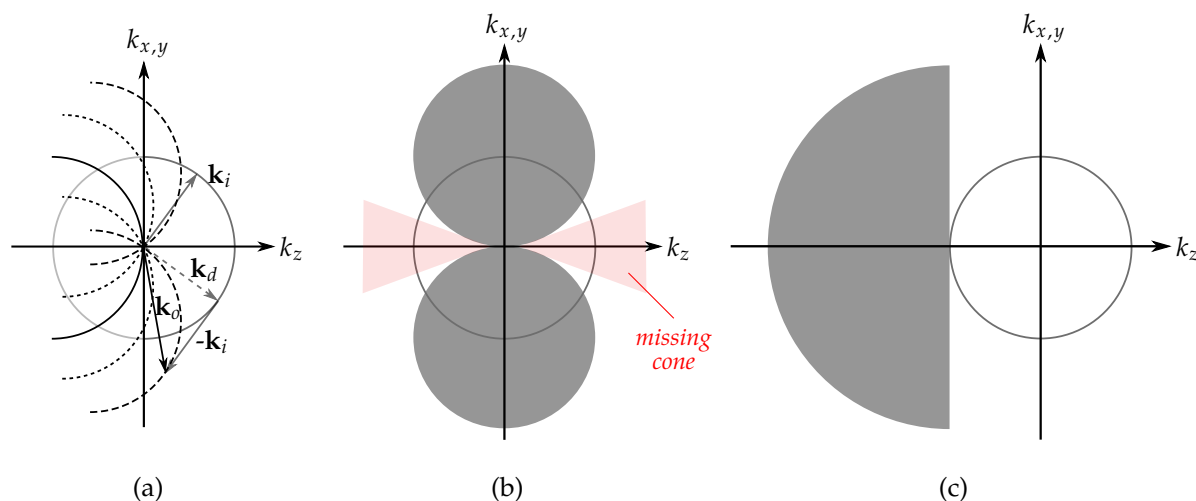 k_{x,y}
k_{x,y}
k_{x,y}
k_i
k_z
k_z
k_z
k_d
k_o
-k_i
missing
cone
(a)
(b)
(c)